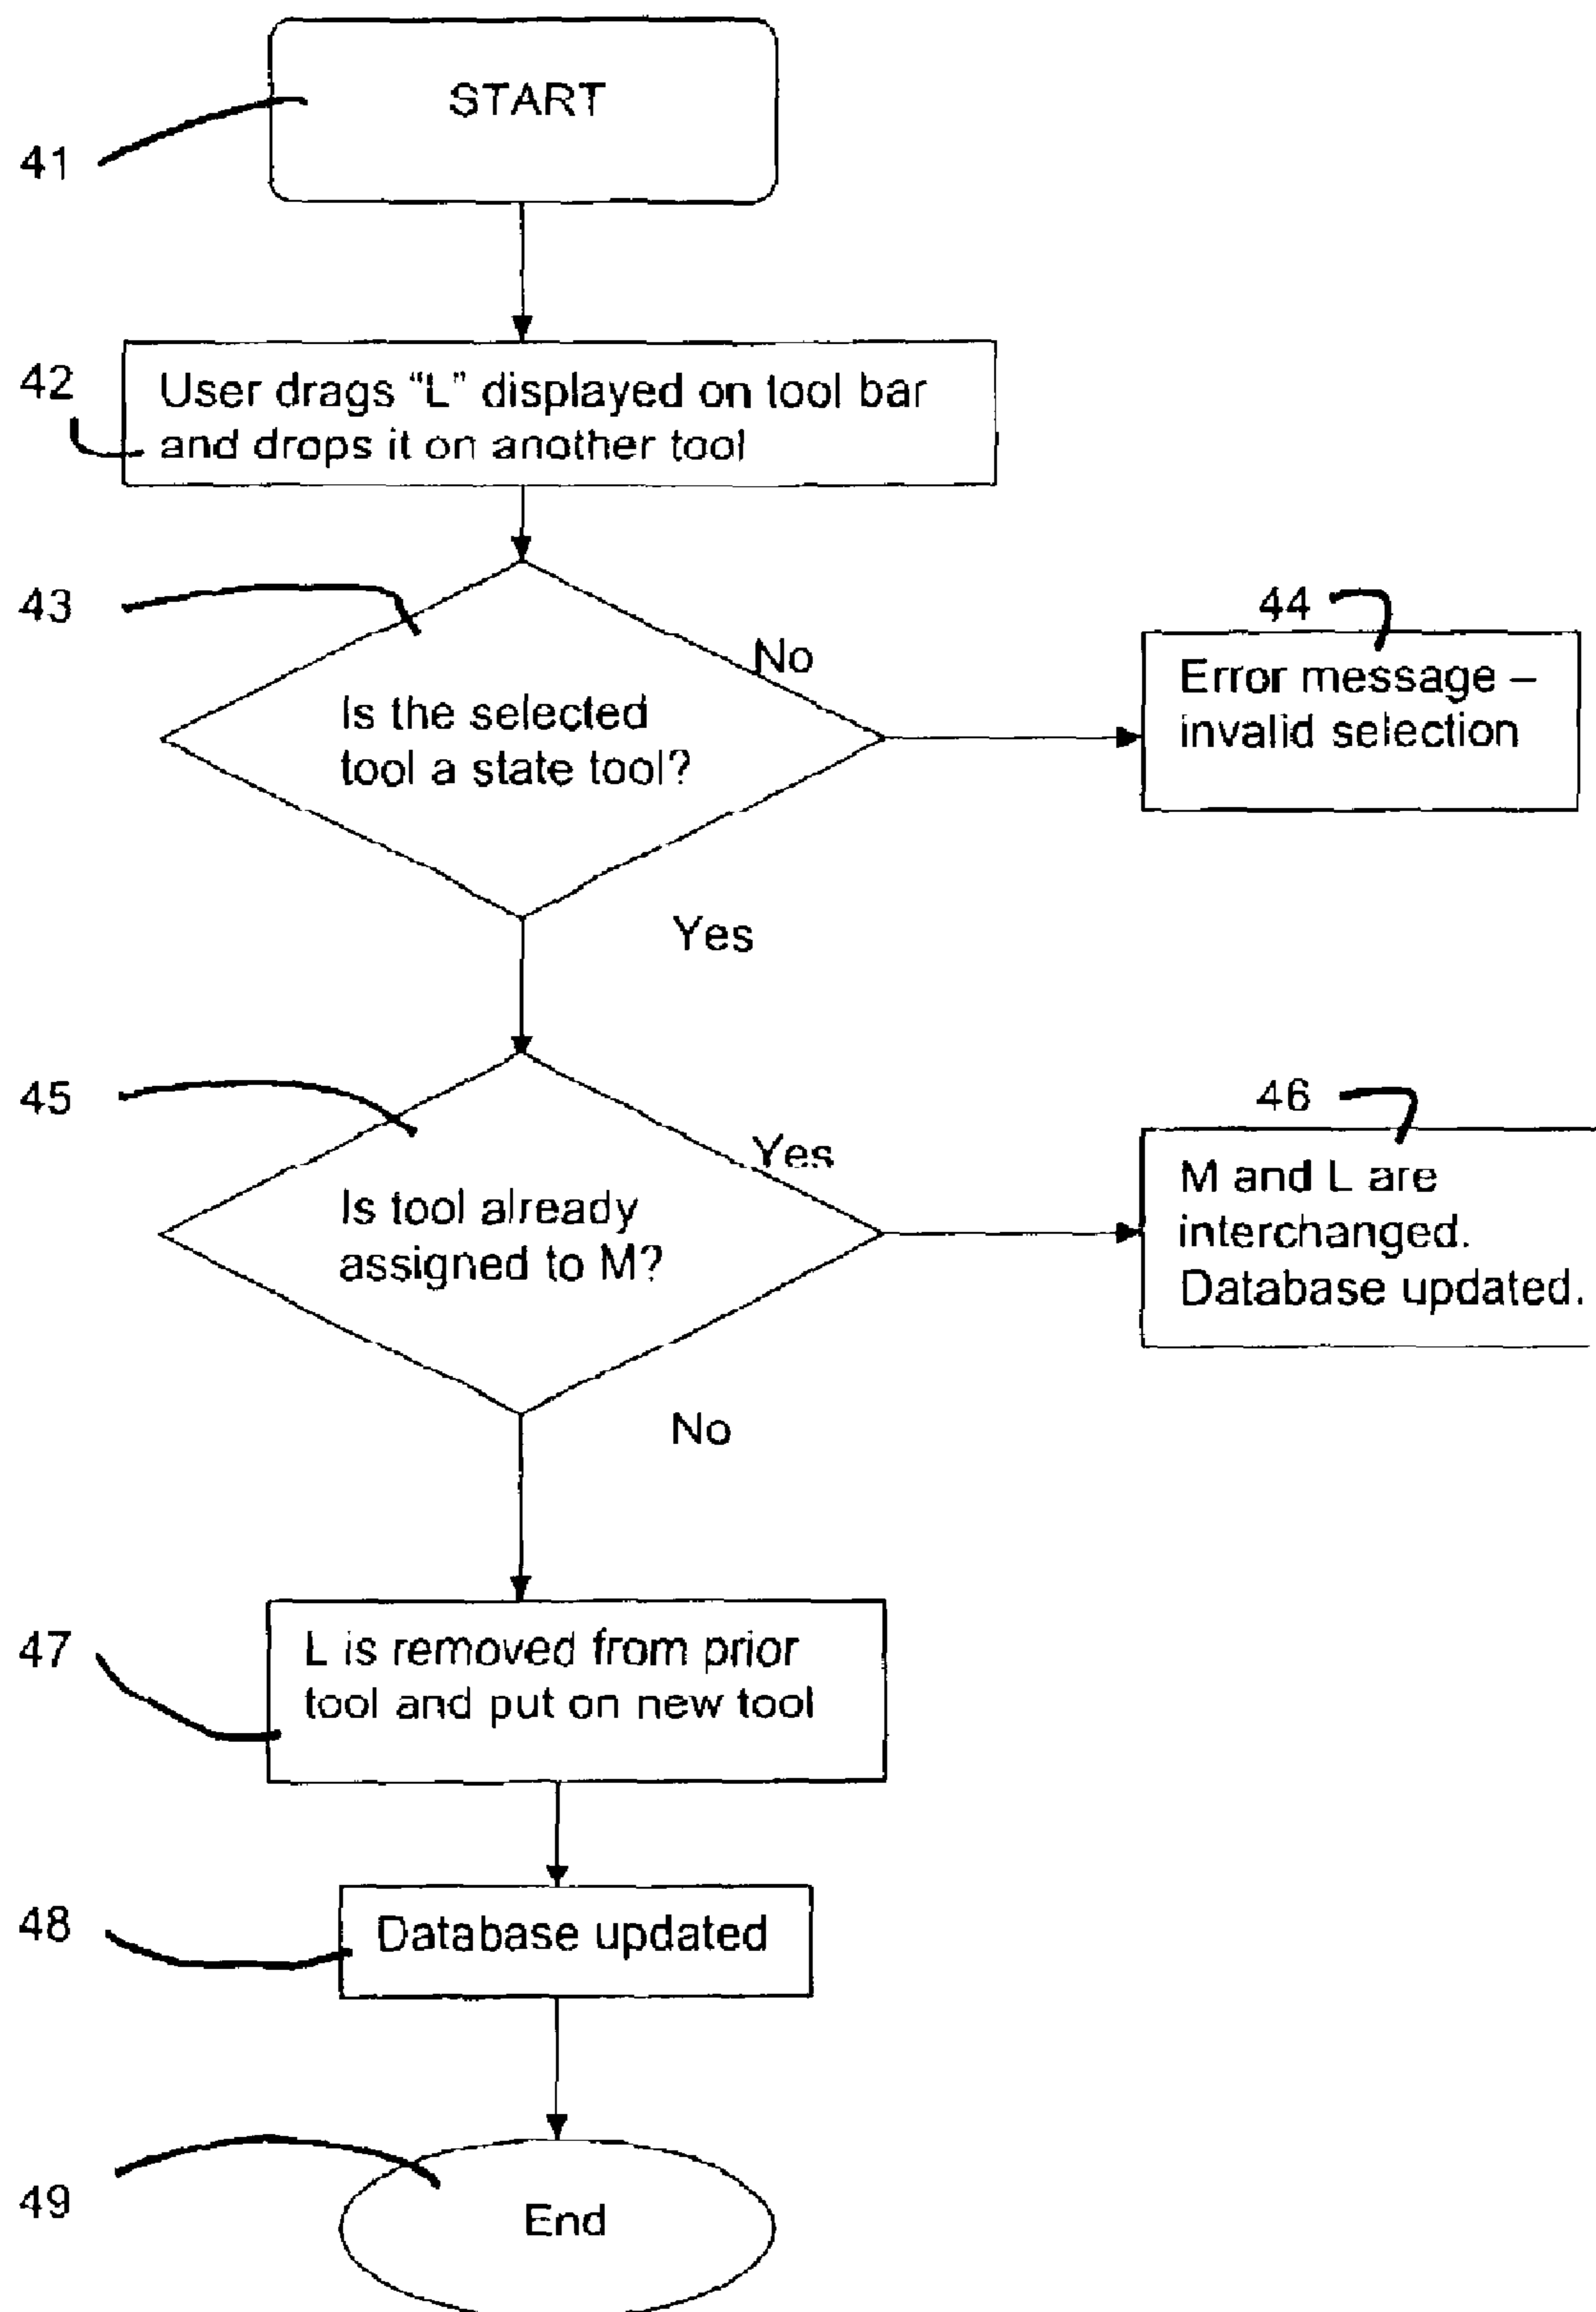 START
41
42
User drags “L” displayed on tool bar
and drops it on another tool
43
No
44
Is the selected
tool a state tool?
Error message –
invalid selection
Yes
45
Yes
46
Is tool already
assigned to M?
M and L are
interchanged.
Database updated.
No
47
L is removed from prior
tool and put on new tool
48
Database updated
49
End